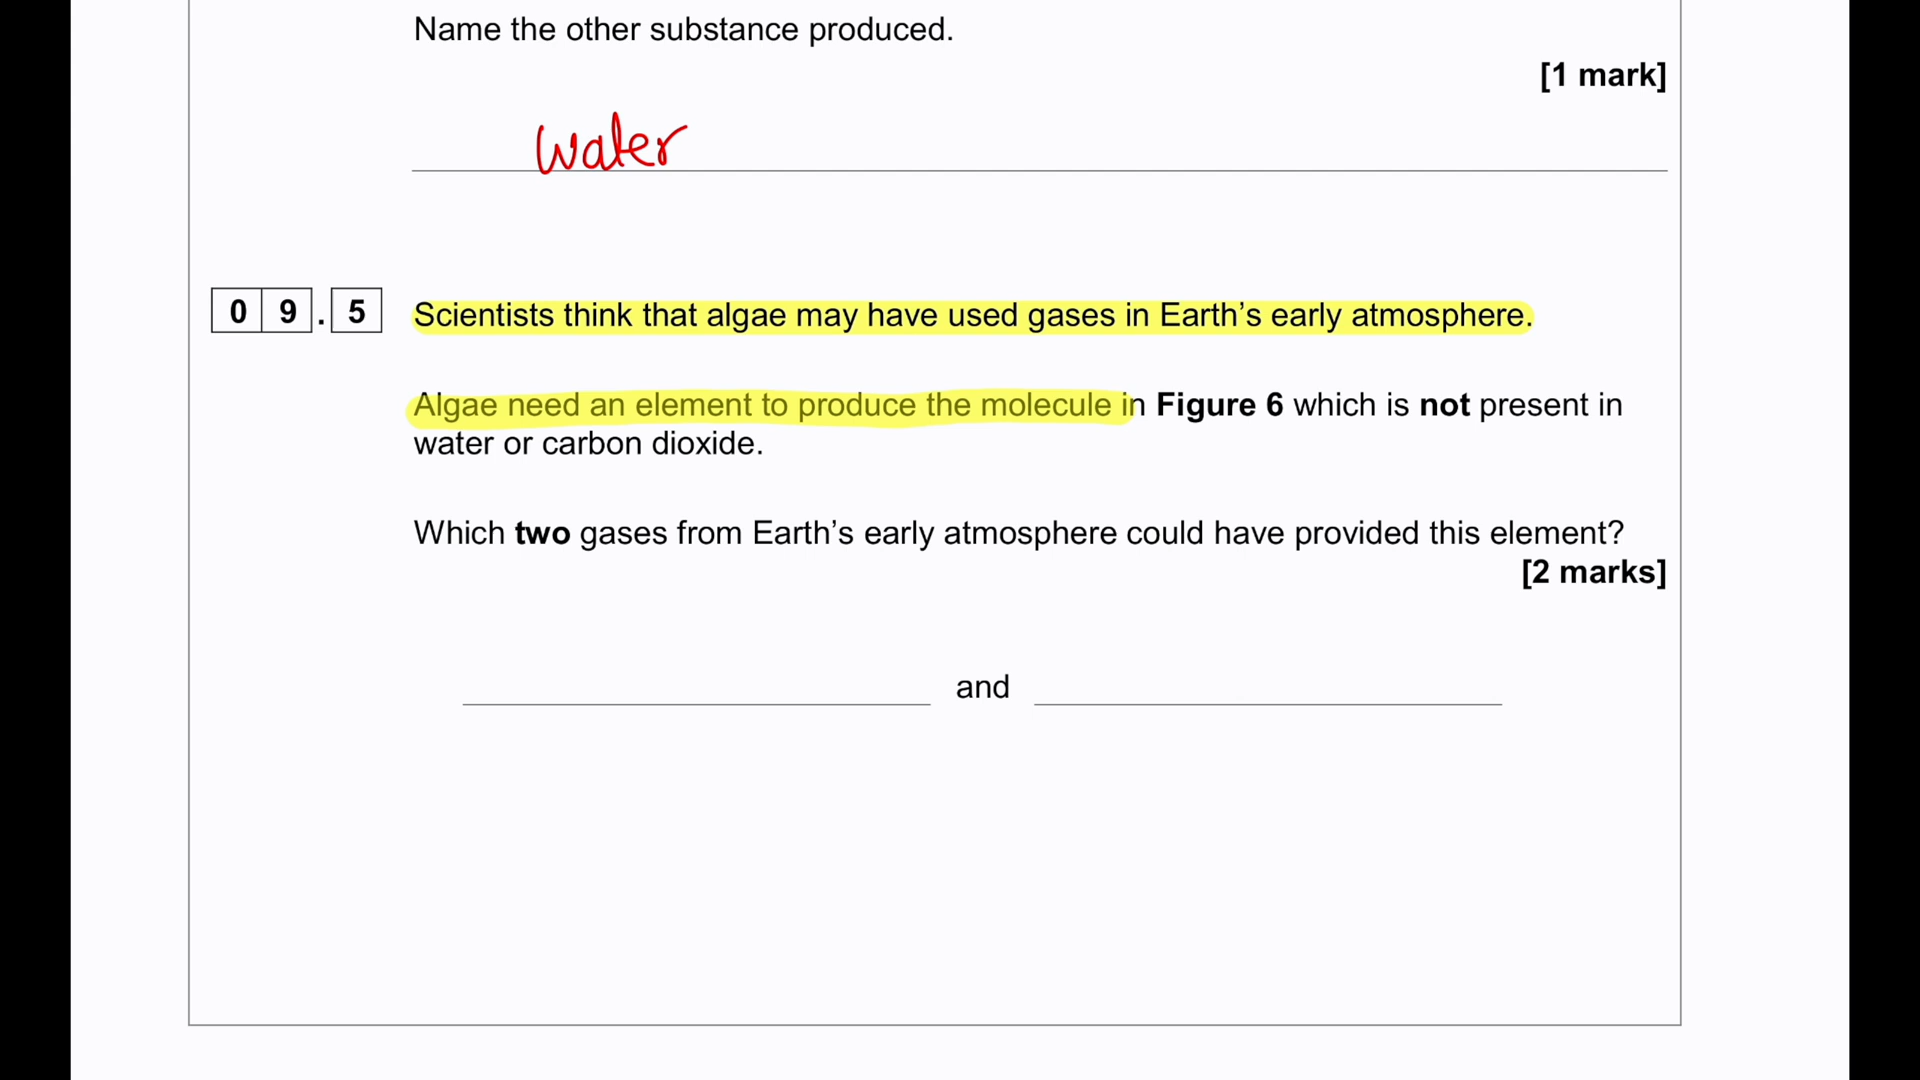 Name the other substance produced.
[1 mark]
water
09.5 Scientists think that algae may have used gases in Earth’s early atmosphere.
Algae need an element to produce the molecule in Figure 6 which is not present in
water or carbon dioxide.
Which two gases from Earth’s early atmosphere could have provided this element?
[2 marks]
and